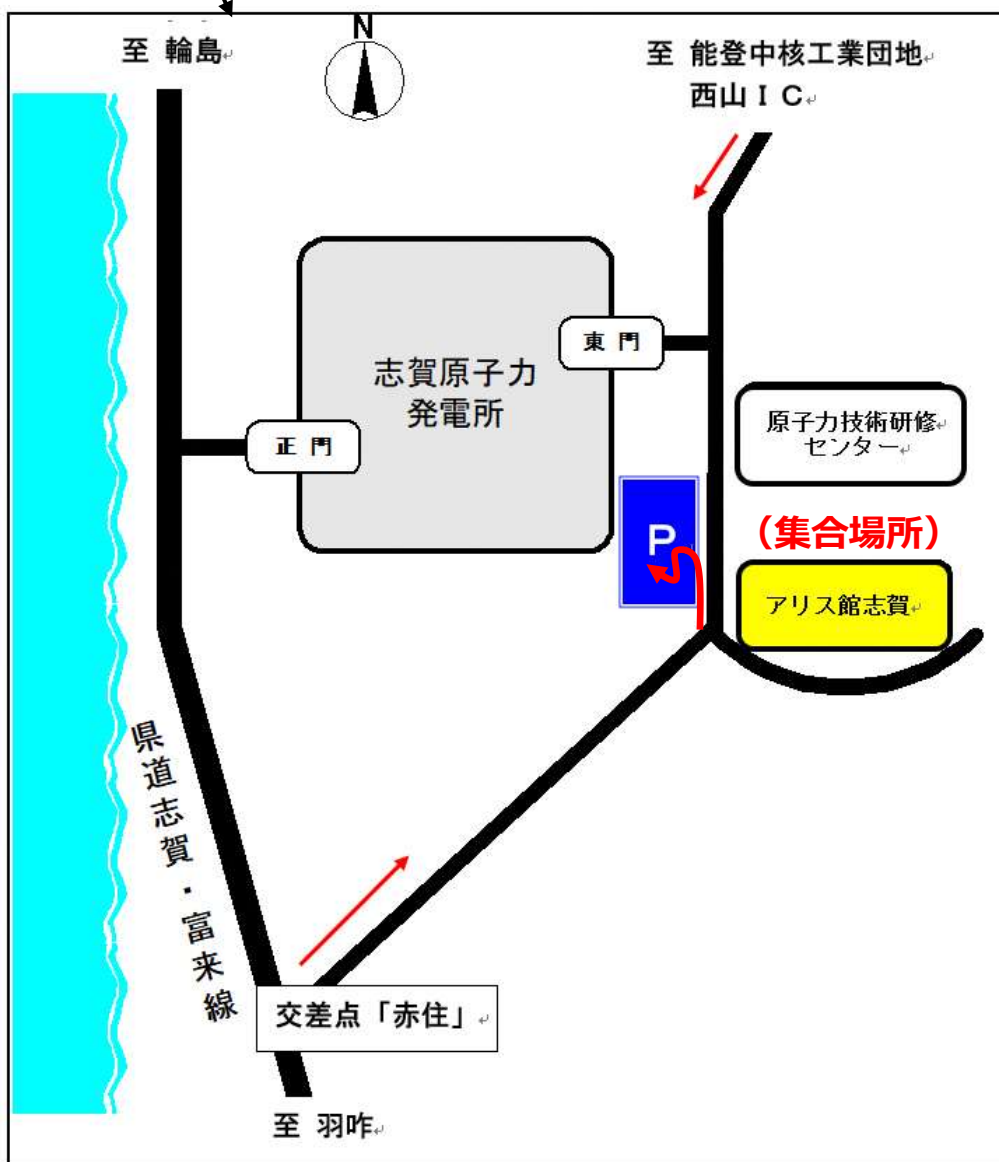 至 輪島
N
至 能登中核工業団地
西山IC
東門
志賀原子力
発電所
正門
原子力技術研修
センター
P
(集合場所)
アリス館志賀
県道志賀・富来線
交差点「赤住」
至 羽咋